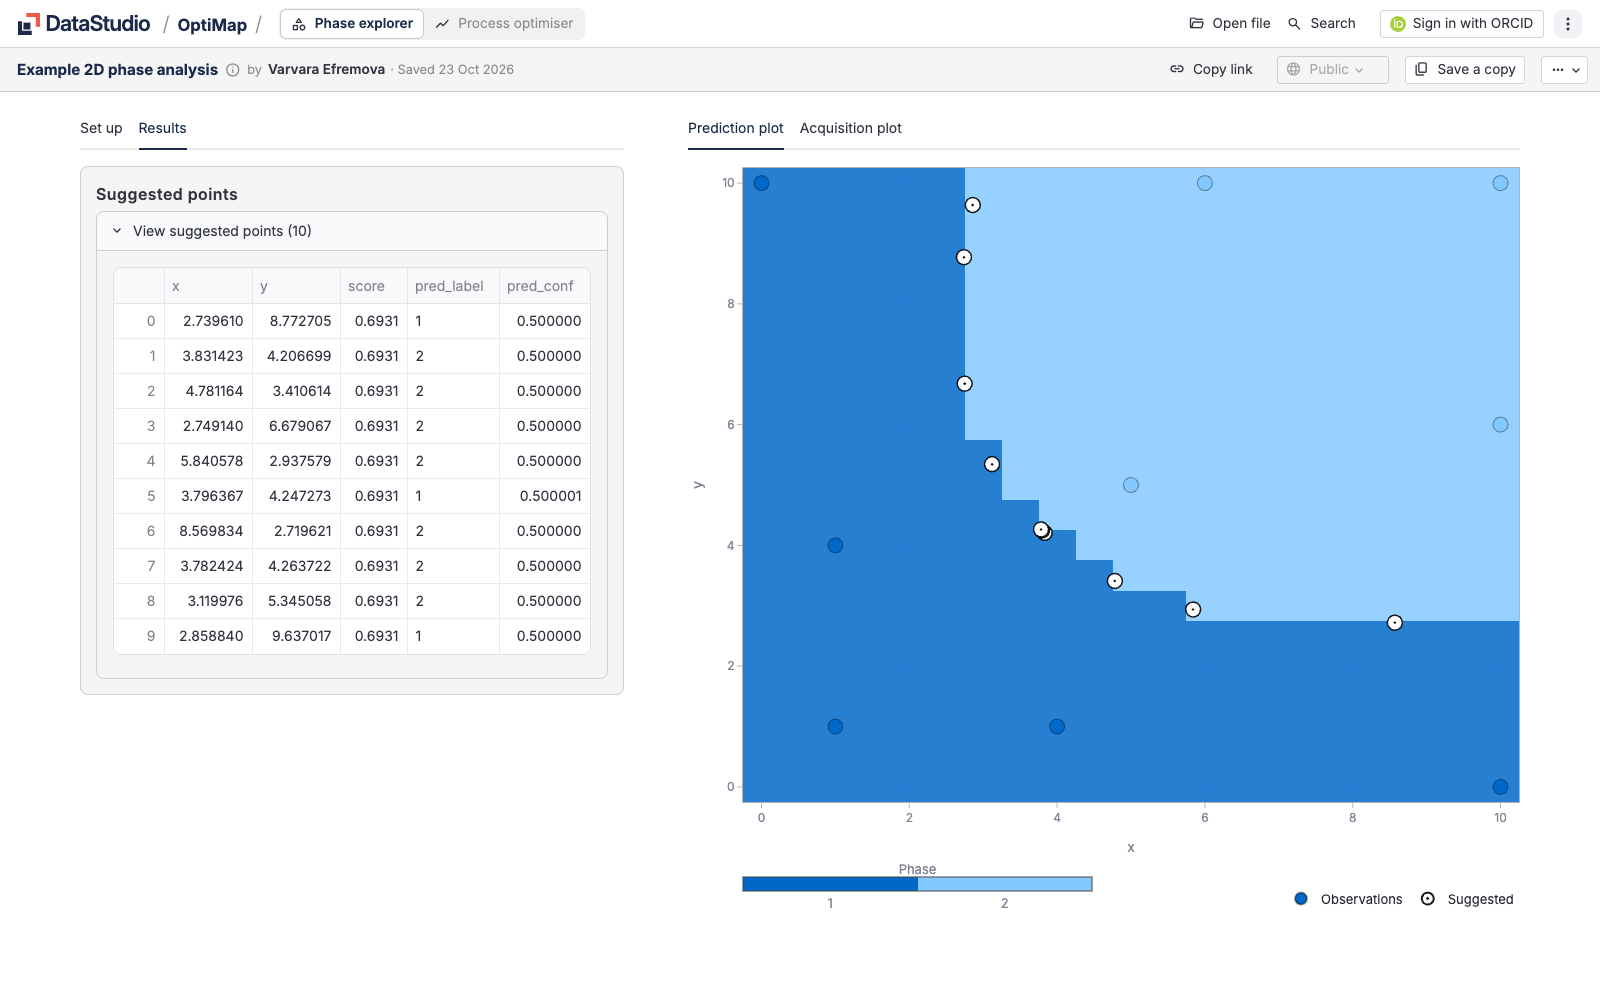 DataStudio / OptiMap / Phase explorer Process optimiser Open file Search iD Sign in with ORCID
Example 2D phase analysis by Varvara Efremova · Saved 23 Oct 2026 Copy link Public Save a copy
Set up Results
Suggested points
View suggested points (10)
x y score pred_label pred_conf
0 2.739610 8.772705 0.6931 1 0.500000
1 3.831423 4.206699 0.6931 2 0.500000
2 4.781164 3.410614 0.6931 2 0.500000
3 2.749140 6.679067 0.6931 2 0.500000
4 5.840578 2.937579 0.6931 2 0.500000
5 3.796367 4.247273 0.6931 1 0.500001
6 8.569834 2.719621 0.6931 2 0.500000
7 3.782424 4.263722 0.6931 2 0.500000
8 3.119976 5.345058 0.6931 2 0.500000
9 2.858840 9.637017 0.6931 1 0.500000
Prediction plot Acquisition plot
10
8
6
y
4
2
0
0 2 4 6 8 10
x
Phase
1 2
Observations Suggested